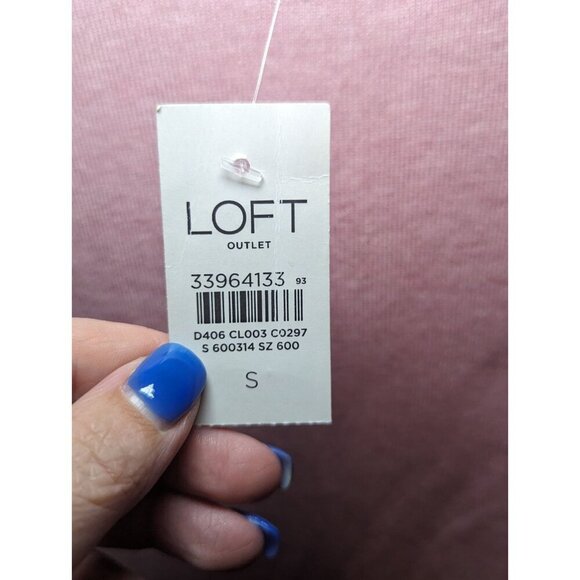 LOFT
OUTLET
33964133 93
D406 CL003 C0297
S 600314 SZ 600
S